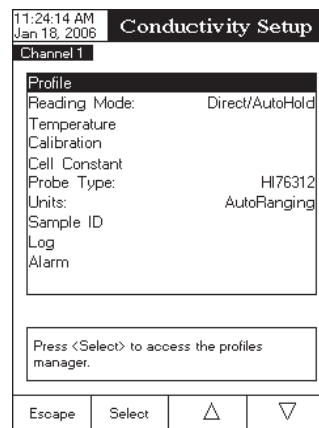 11:24:14 AM
Jan 18, 2006
Conductivity Setup
Channel 1
Profile
Reading Mode: Direct/AutoHold
Temperature
Calibration
Cell Constant
Probe Type: HI76312
Units: AutoRanging
Sample ID
Log
Alarm
Press <Select> to access the profiles
manager.
Escape Select △ ▽